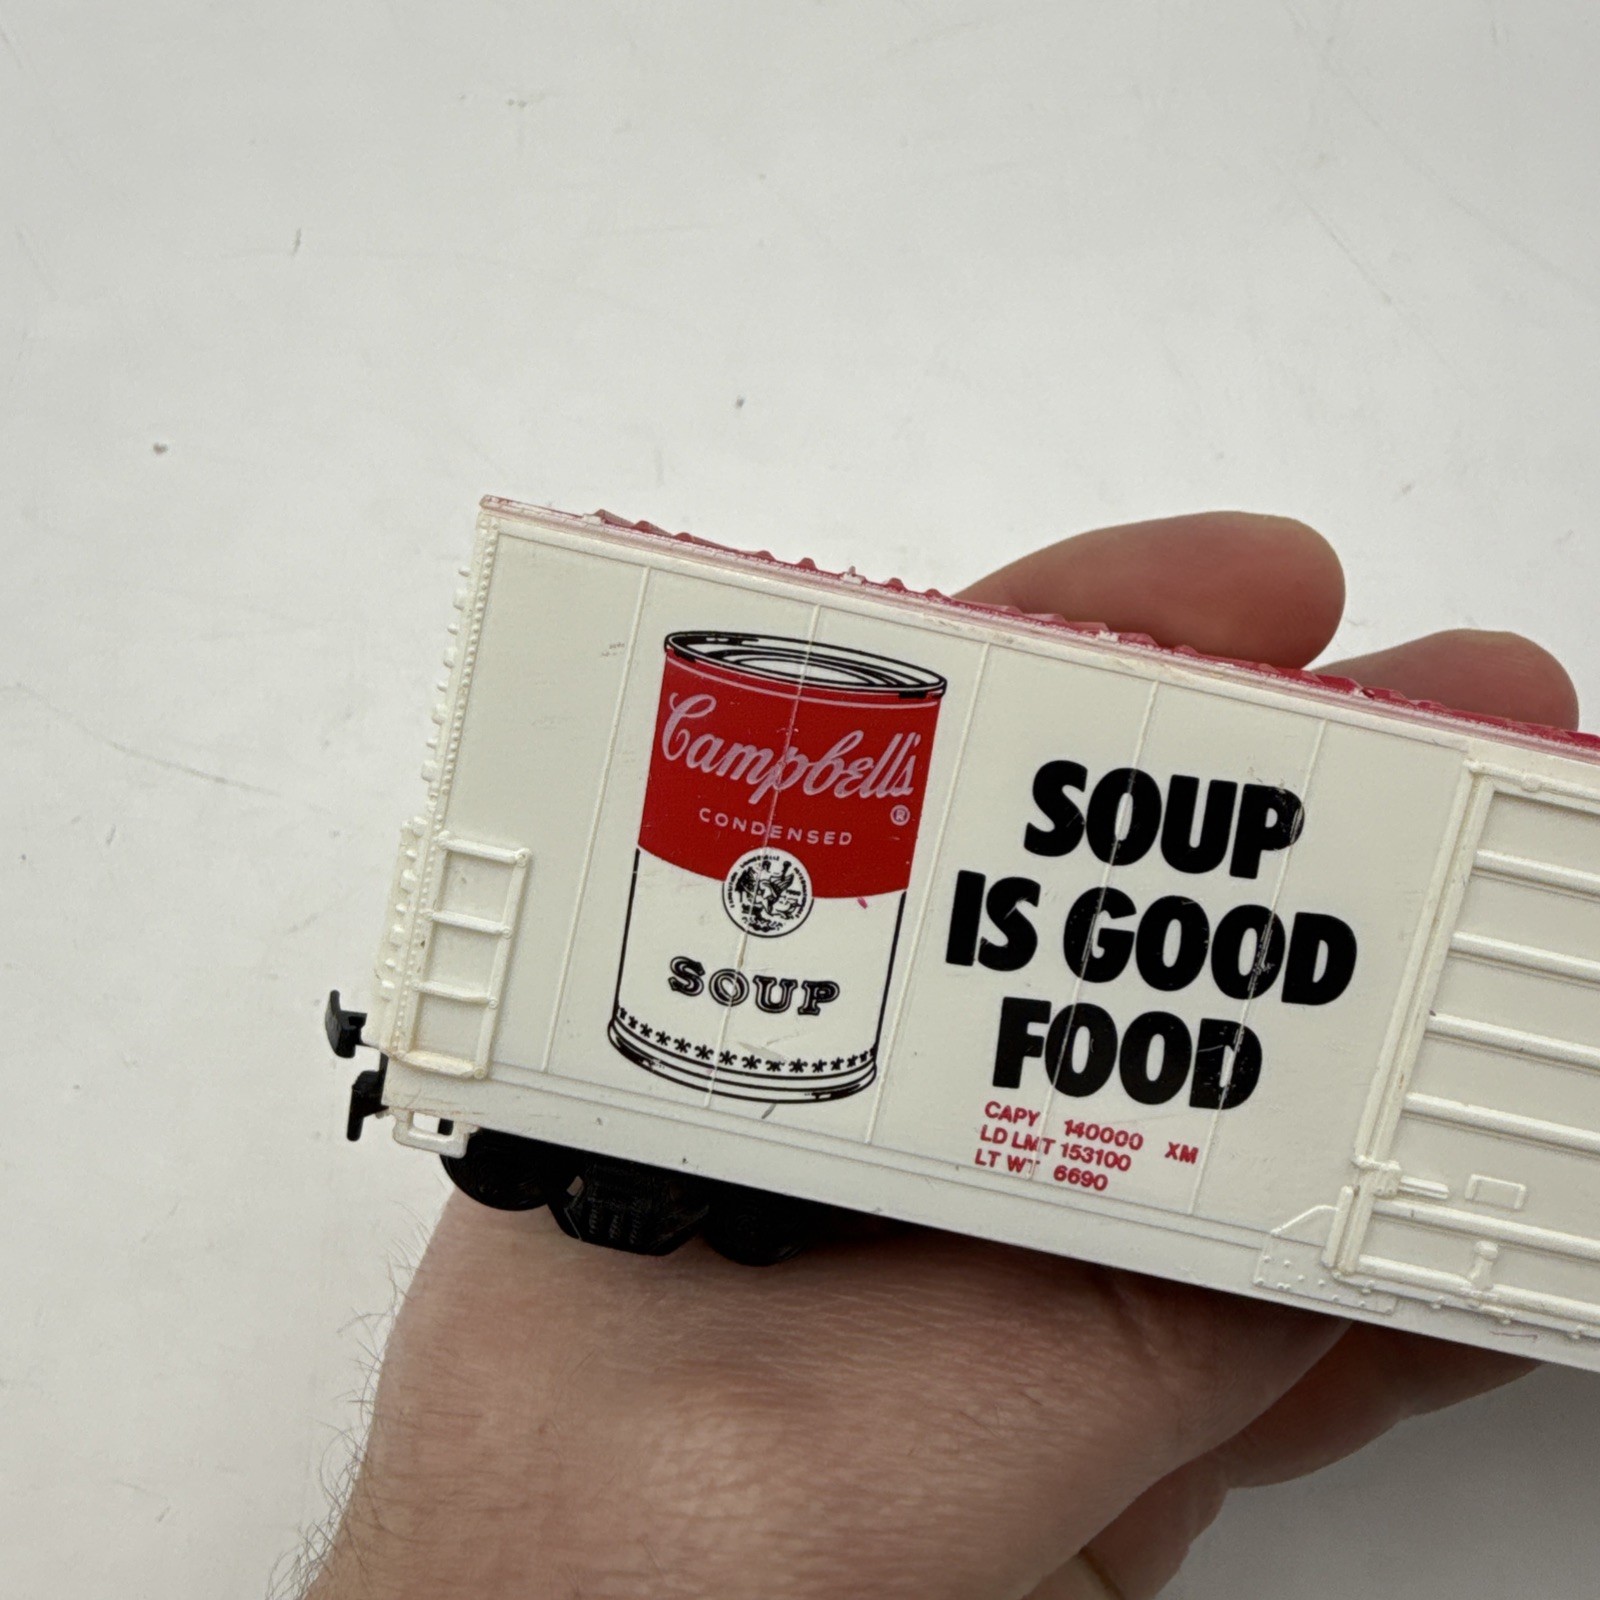 Campbell's
®
CONDENSED
SOUP
SOUP
IS GOOD
FOOD
CAPY 140000 XM
LD LMT 153100
LT WT 6690